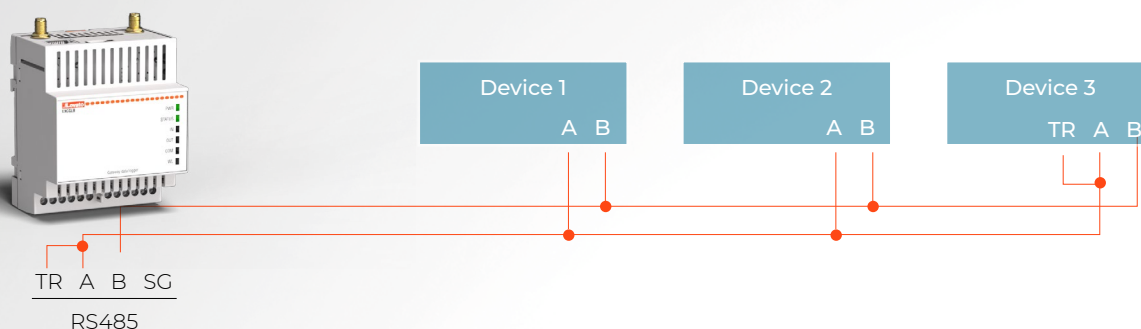 Device 1
A B
Device 2
A B
Device 3
TR A B
TR A B SG
RS485